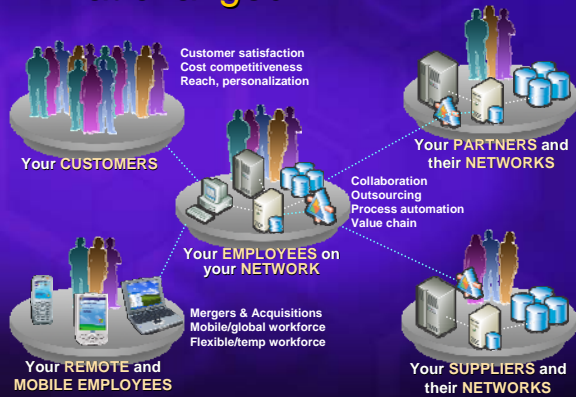 Customer satisfaction
Cost competitiveness
Reach, personalization
Your CUSTOMERS
Your PARTNERS and
their NETWORKS
Collaboration
Outsourcing
Process automation
Value chain
Your EMPLOYEES on
your NETWORK
Mergers & Acquisitions
Mobile/global workforce
Flexible/temp workforce
Your REMOTE and
MOBILE EMPLOYEES
Your SUPPLIERS and
their NETWORKS